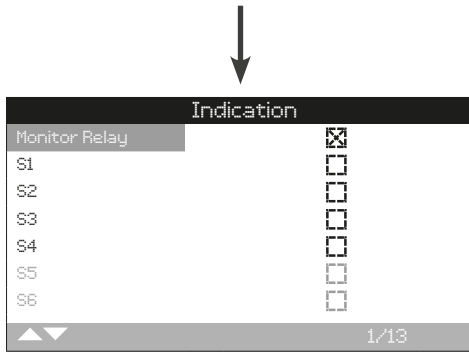 Indication
Monitor Relay
S1
S2
S3
S4
S5
S6
1/13